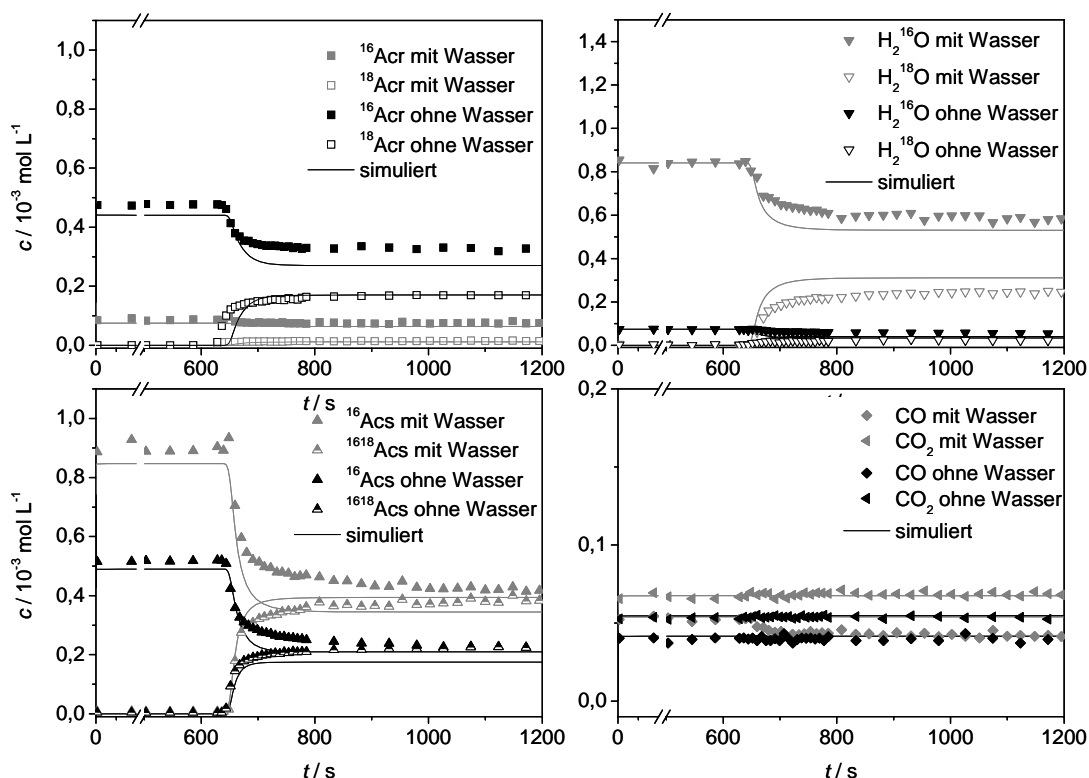 1,0
0,8
0,6
0,4
0,2
0,0
c / 10⁻³ mol L⁻¹
¹⁶Acr mit Wasser
¹⁸Acr mit Wasser
¹⁶Acr ohne Wasser
¹⁸Acr ohne Wasser
simuliert
0 600 800 1000 1200
t / s
1,4
1,2
1,0
0,8
0,6
0,4
0,2
0,0
H₂¹⁶O mit Wasser
H₂¹⁸O mit Wasser
H₂¹⁶O ohne Wasser
H₂¹⁸O ohne Wasser
simuliert
0 600 800 1000 1200
1,0
0,8
0,6
0,4
0,2
0,0
c / 10⁻³ mol L⁻¹
¹⁶Acs mit Wasser
¹⁶¹⁸Acs mit Wasser
¹⁶Acs ohne Wasser
¹⁶¹⁸Acs ohne Wasser
simuliert
0 600 800 1000 1200
t / s
0,2
0,1
0,0
CO mit Wasser
CO₂ mit Wasser
CO ohne Wasser
CO₂ ohne Wasser
simuliert
0 600 800 1000 1200
t / s